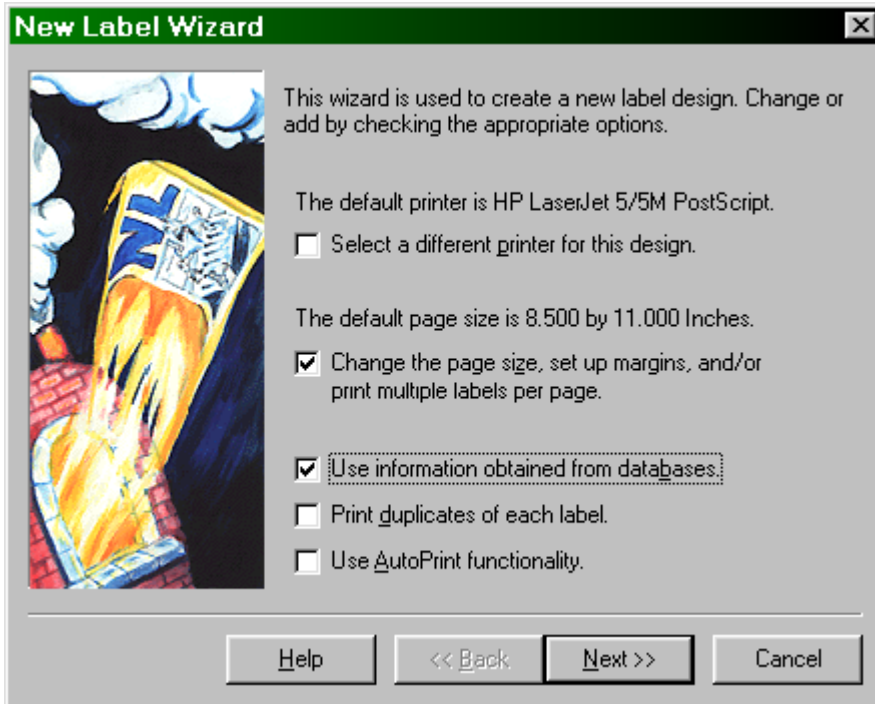 New Label Wizard
This wizard is used to create a new label design. Change or
add by checking the appropriate options.
The default printer is HP LaserJet 5/5M PostScript.
Select a different printer for this design.
The default page size is 8.500 by 11.000 Inches.
Change the page size, set up margins, and/or
print multiple labels per page.
Use information obtained from databases.
Print duplicates of each label.
Use AutoPrint functionality.
NL
Help
<< Back
Next >>
Cancel